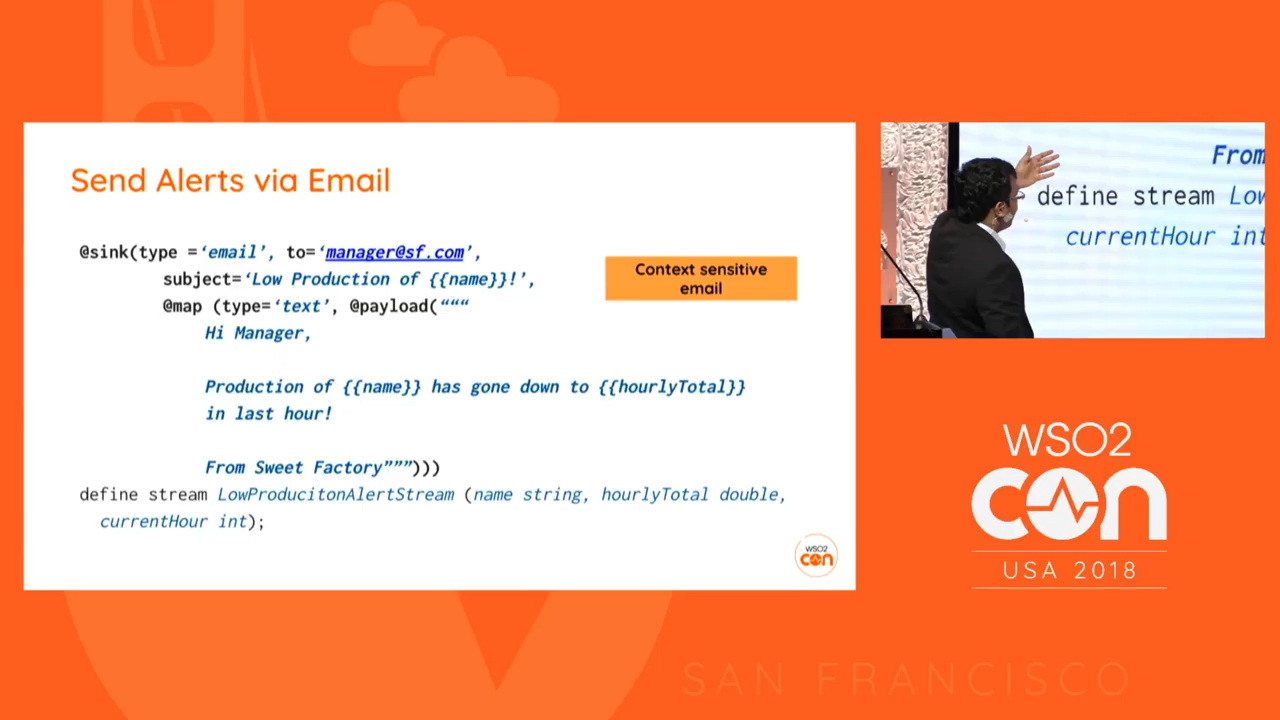 Send Alerts via Email
@sink(type =‘email’, to=‘manager@sf.com’,
subject=‘Low Production of {{name}}!’,
@map (type=‘text’, @payload(“““
Hi Manager,
Production of {{name}} has gone down to {{hourlyTotal}}
in last hour!
From Sweet Factory”””)))
define stream LowProducitonAlertStream (name string, hourlyTotal double,
currentHour int);
Context sensitive
email
WSO2
con
From
define stream Low
currentHour int
WSO2
con
USA 2018
SAN FRANCISCO